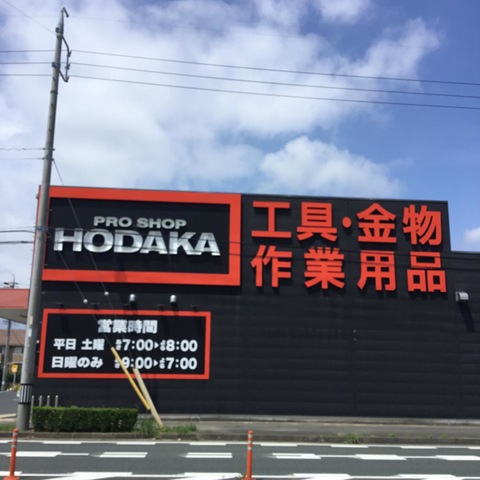 PRO SHOP
HODAKA
工具・金物
作業用品
営業時間
平日 土曜 朝7:00▸夜8:00
日曜のみ 朝9:00▸夜7:00